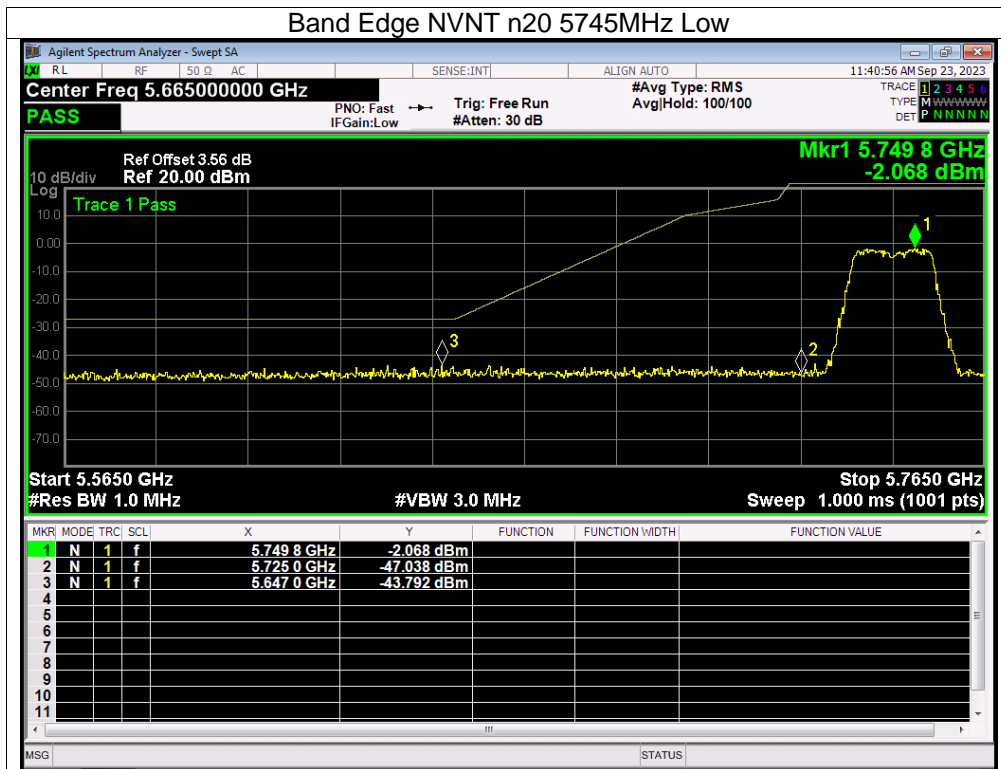 Band Edge NVNT n20 5745MHz Low
Agilent Spectrum Analyzer - Swept SA
LXI RL RF 50 Ω AC SENSE:INT ALIGN AUTO 11:40:56 AM Sep 23, 2023
Center Freq 5.665000000 GHz #Avg Type: RMS TRACE 1 2 3 4 5 6
PNO: Fast Trig: Free Run Avg|Hold: 100/100 TYPE M W W W W W
PASS IFGain:Low #Atten: 30 dB DET P N N N N N
Mkr1 5.749 8 GHz
Ref Offset 3.56 dB
10 dB/div Ref 20.00 dBm -2.068 dBm
Log
Trace 1 Pass
10.0
1
0.00
-10.0
-20.0
-30.0
3
2
-40.0
-50.0
-60.0
-70.0
Start 5.5650 GHz Stop 5.7650 GHz
#Res BW 1.0 MHz #VBW 3.0 MHz Sweep 1.000 ms (1001 pts)
MKR MODE TRC SCL X Y FUNCTION FUNCTION WIDTH FUNCTION VALUE
1 N 1 f 5.749 8 GHz -2.068 dBm
2 N 1 f 5.725 0 GHz -47.038 dBm
3 N 1 f 5.647 0 GHz -43.792 dBm
4
5
6
7
8
9
10
11
MSG STATUS